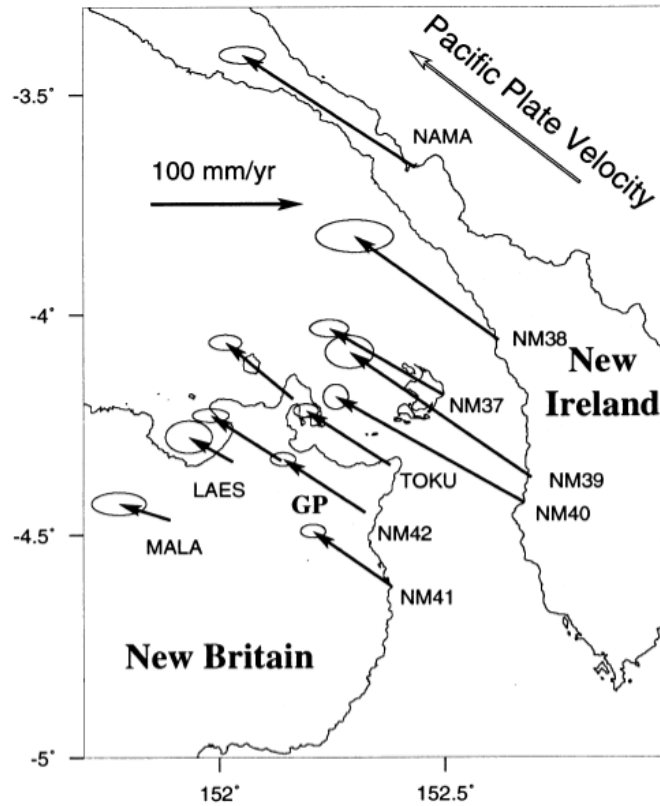 -3.5˚
-4˚
-4.5˚
-5˚
152˚
152.5˚
Pacific Plate Velocity
NAMA
100 mm/yr
NM38
New
Ireland
NM37
NM39
NM40
LAES
TOKU
GP
NM42
MALA
NM41
New Britain